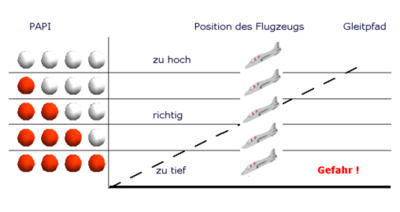 PAPI Position des Flugzeugs Gleitpfad
zu hoch
richtig
zu tief Gefahr !